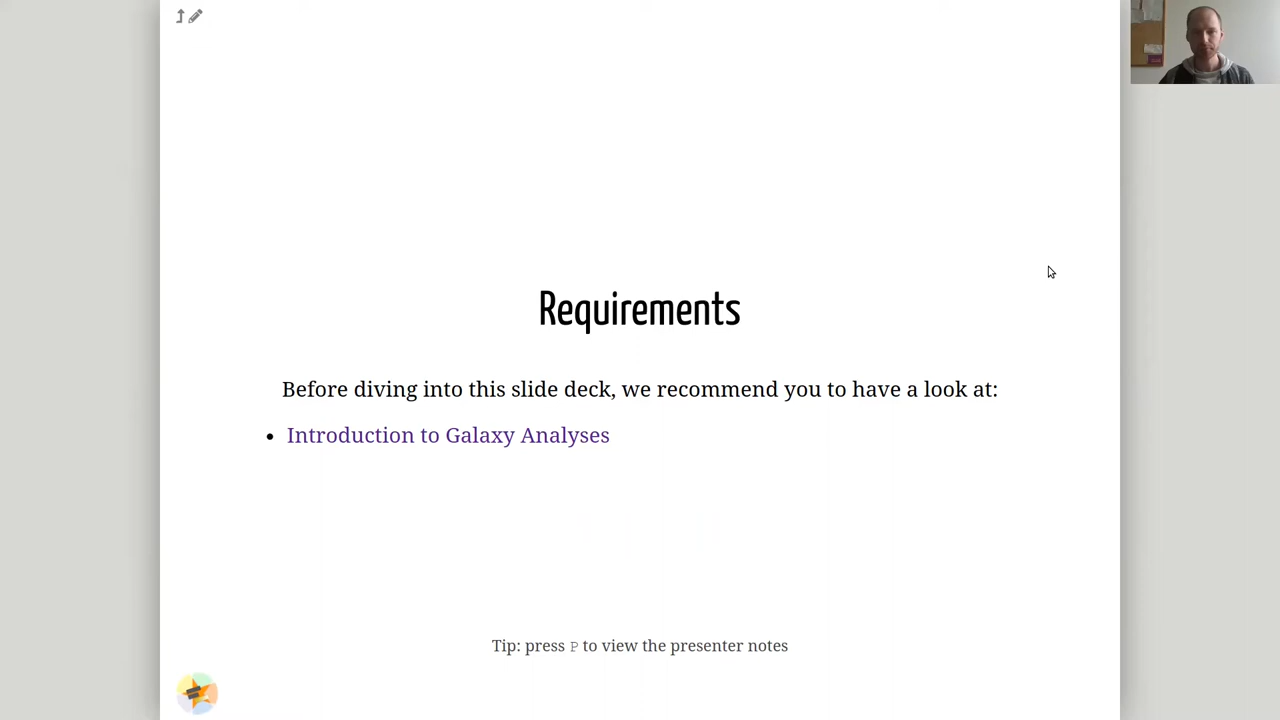 Requirements
Before diving into this slide deck, we recommend you to have a look at:
Introduction to Galaxy Analyses
Tip: press P to view the presenter notes